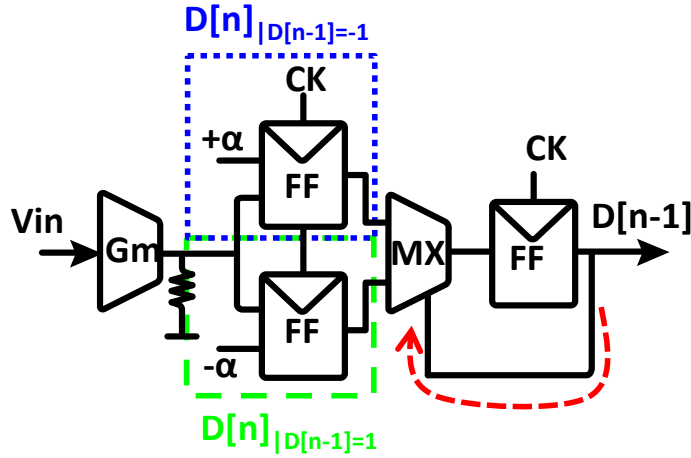 D[n]|D[n-1]=-1
CK
+α
FF
CK
Vin
Gm
MX
FF
D[n-1]
FF
-α
D[n]|D[n-1]=1